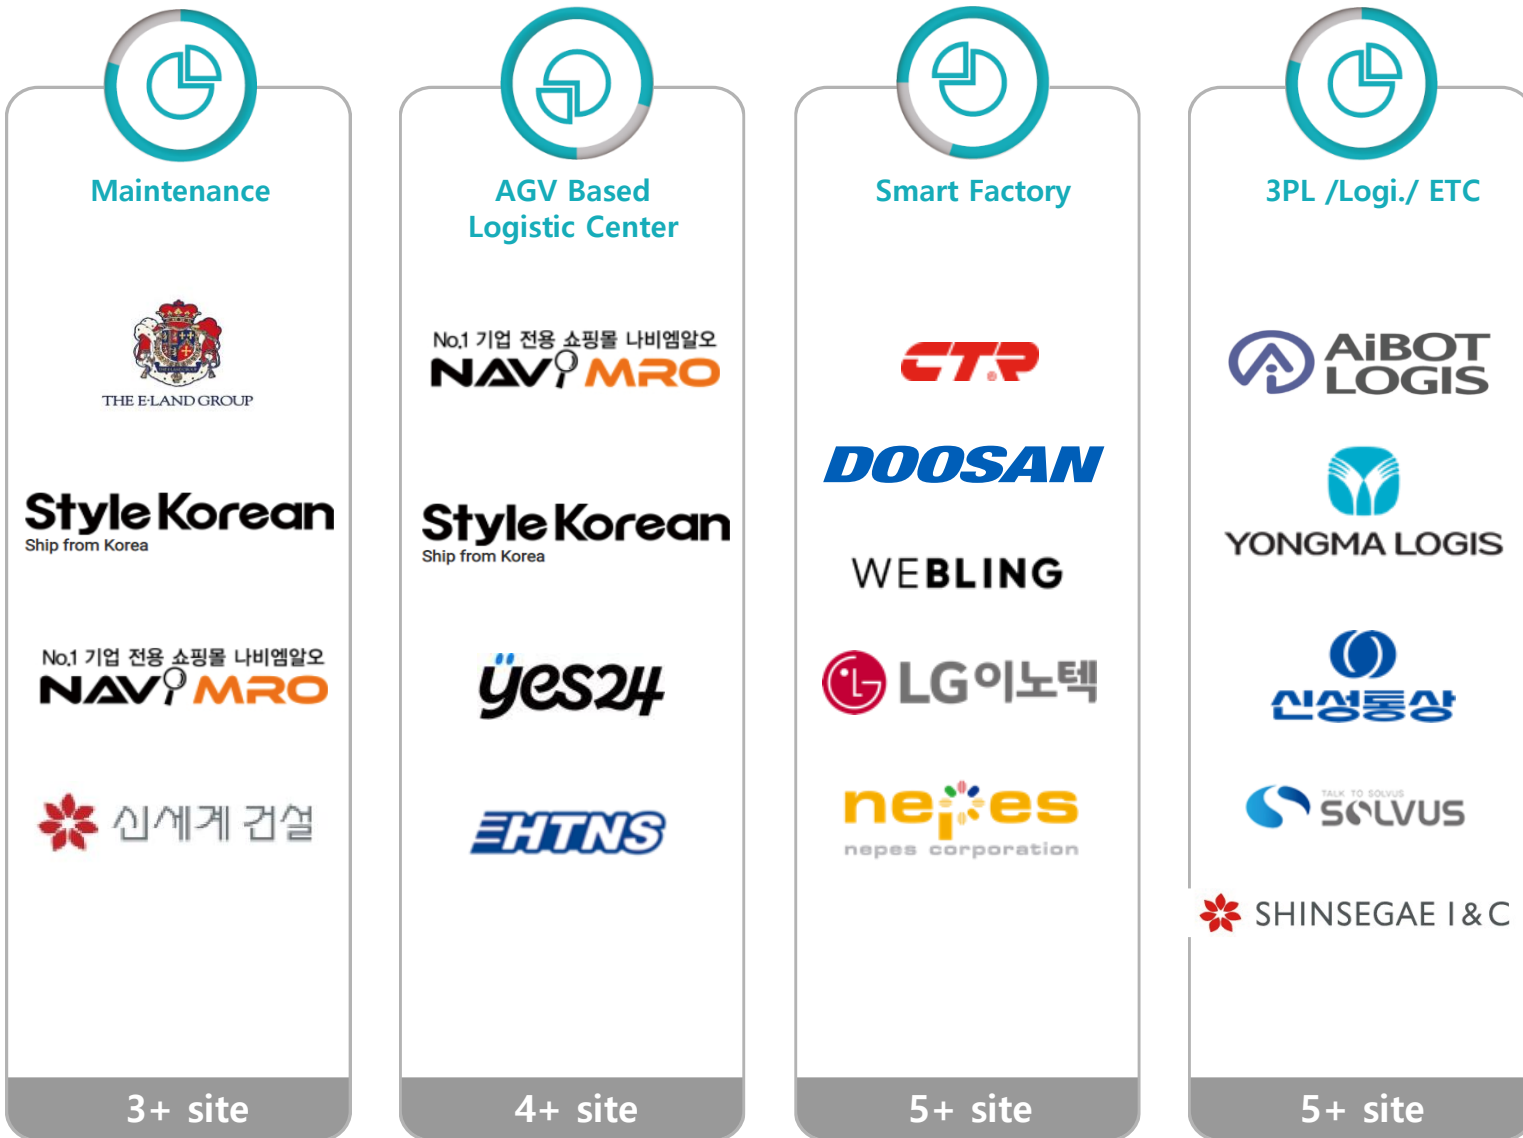 Maintenance
THE E·LAND GROUP
Style Korean
Ship from Korea
No.1 기업 전용 쇼핑몰 나비엠알오
NAVI MRO
신세계 건설
3+ site
AGV Based
Logistic Center
No.1 기업 전용 쇼핑몰 나비엠알오
NAVI MRO
Style Korean
Ship from Korea
yes24
HTNS
4+ site
Smart Factory
CTR
DOOSAN
WEBLING
LG이노텍
nepes
nepes corporation
5+ site
3PL /Logi./ ETC
AiBOT
LOGIS
YONGMA LOGIS
신성통상
TALK TO SOLVUS
SOLVUS
SHINSEGAE I & C
5+ site